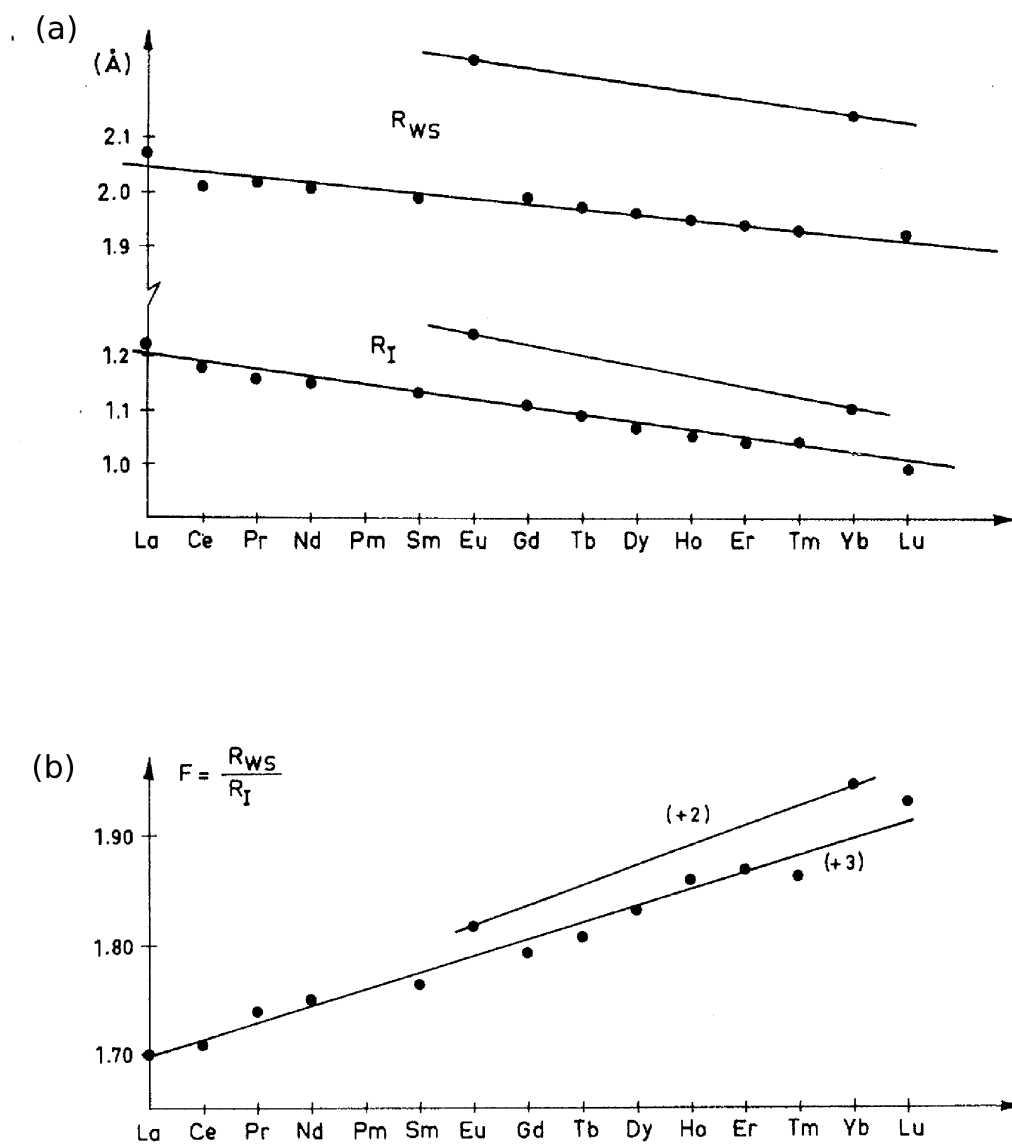 (a)
(Å)
R_WS
2.1
2.0
1.9
R_I
1.2
1.1
1.0
La Ce Pr Nd Pm Sm Eu Gd Tb Dy Ho Er Tm Yb Lu
(b)
F = R_WS / R_I
(+2)
1.90
(+3)
1.80
1.70
La Ce Pr Nd Pm Sm Eu Gd Tb Dy Ho Er Tm Yb Lu